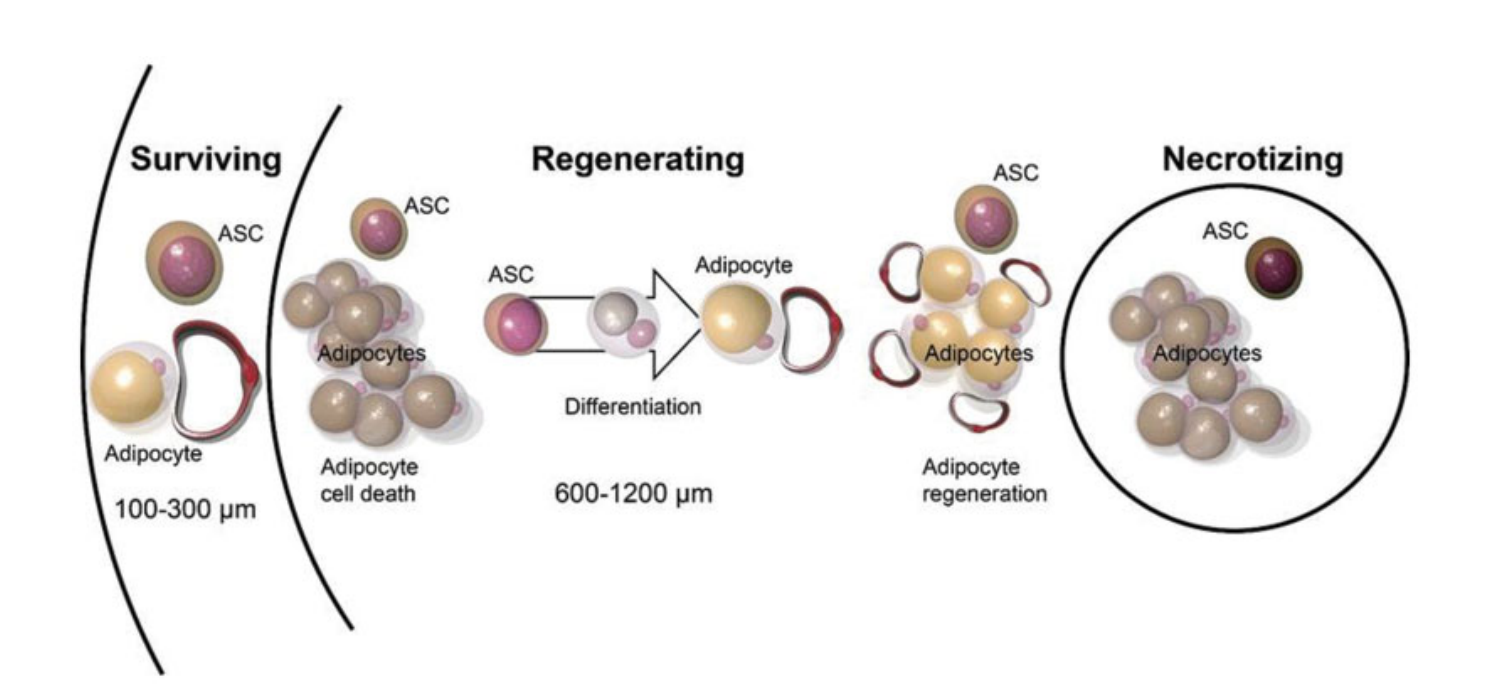 Surviving
Regenerating
Necrotizing
ASC
Adipocyte
100-300 µm
ASC
Adipocytes
Adipocyte
cell death
ASC
Differentiation
600-1200 µm
Adipocyte
ASC
Adipocytes
Adipocyte
regeneration
ASC
Adipocytes